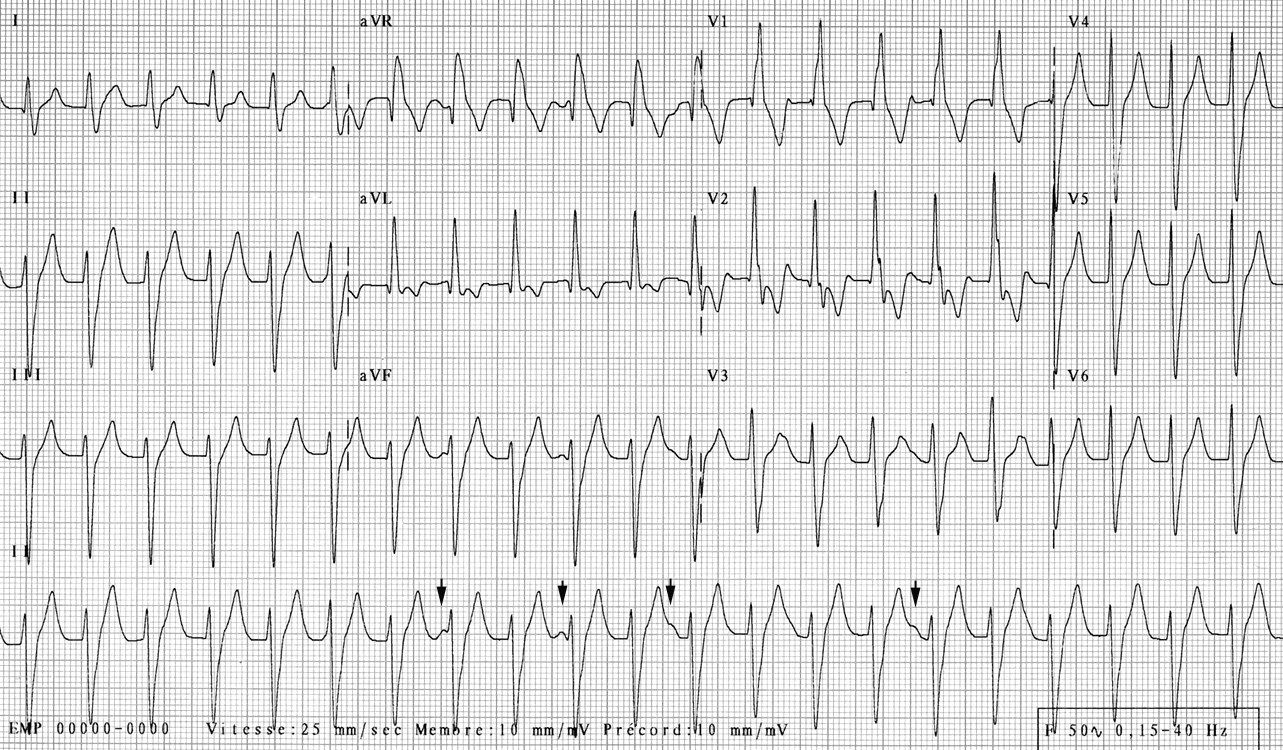 I aVR V1 V4
II aVL V2 V5
III aVF V3 V6
II
EMP 00000-0000 Vitesse:25 mm/sec Membre:10 mm/mV Précord:10 mm/mV
F 50∿ 0,15-40 Hz